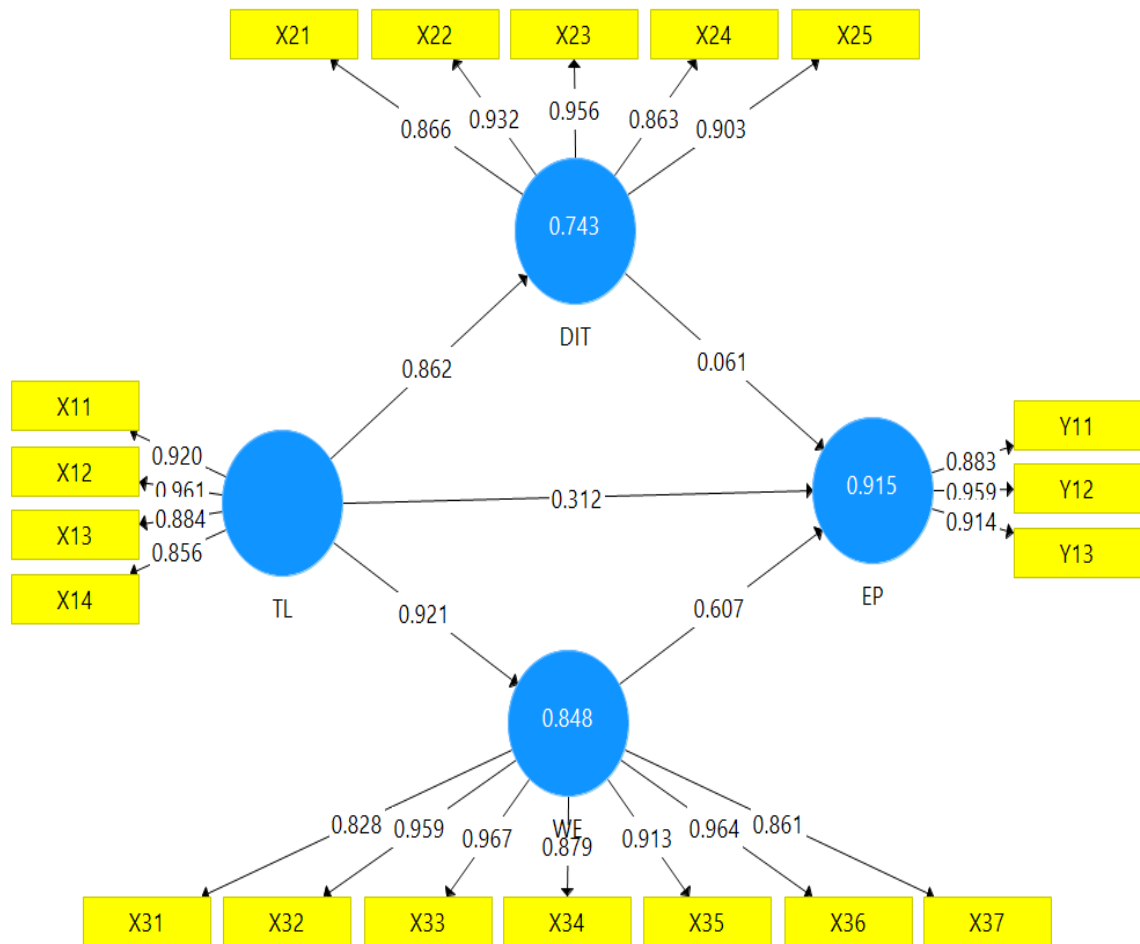 X21 X22 X23 X24 X25
0.866 0.932 0.956 0.863 0.903
0.743
DIT
0.862 0.061
X11
X12
X13
X14
0.920
0.961
0.884
0.856
TL
0.312
0.915
EP
0.883
0.959
0.914
Y11
Y12
Y13
0.921 0.607
0.848
WE
0.828 0.959 0.967 0.879 0.913 0.964 0.861
X31 X32 X33 X34 X35 X36 X37